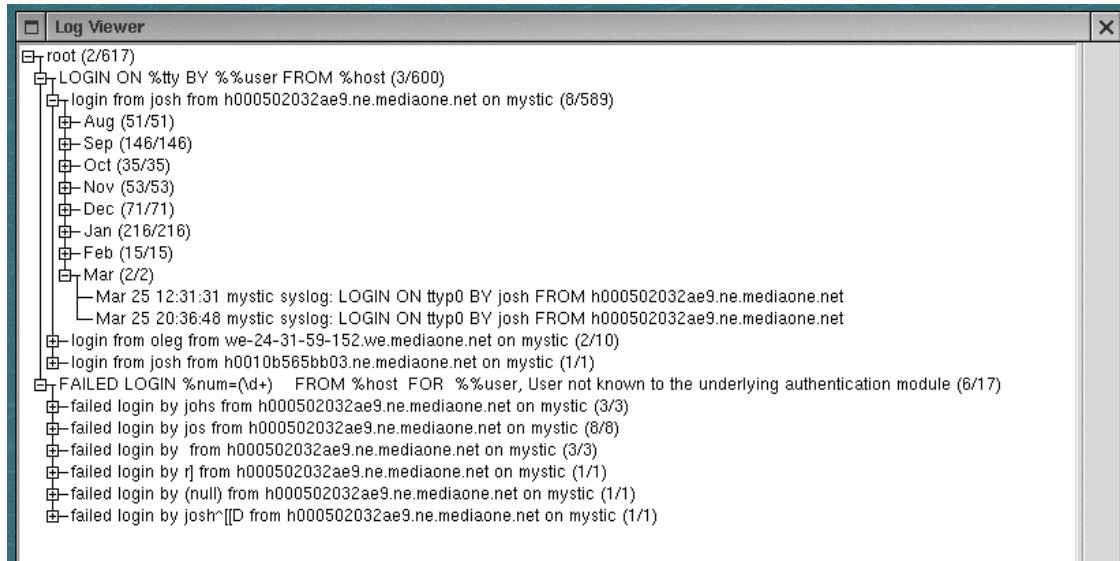 Log Viewer
root (2/617)
LOGIN ON %tty BY %%user FROM %host (3/600)
login from josh from h000502032ae9.ne.mediaone.net on mystic (8/589)
Aug (51/51)
Sep (146/146)
Oct (35/35)
Nov (53/53)
Dec (71/71)
Jan (216/216)
Feb (15/15)
Mar (2/2)
Mar 25 12:31:31 mystic syslog: LOGIN ON ttyp0 BY josh FROM h000502032ae9.ne.mediaone.net
Mar 25 20:36:48 mystic syslog: LOGIN ON ttyp0 BY josh FROM h000502032ae9.ne.mediaone.net
login from oleg from we-24-31-59-152.we.mediaone.net on mystic (2/10)
login from josh from h0010b565bb03.ne.mediaone.net on mystic (1/1)
FAILED LOGIN %num=(\d+) FROM %host FOR %%user, User not known to the underlying authentication module (6/17)
failed login by johs from h000502032ae9.ne.mediaone.net on mystic (3/3)
failed login by jos from h000502032ae9.ne.mediaone.net on mystic (8/8)
failed login by from h000502032ae9.ne.mediaone.net on mystic (3/3)
failed login by r] from h000502032ae9.ne.mediaone.net on mystic (1/1)
failed login by (null) from h000502032ae9.ne.mediaone.net on mystic (1/1)
failed login by josh^[[D from h000502032ae9.ne.mediaone.net on mystic (1/1)